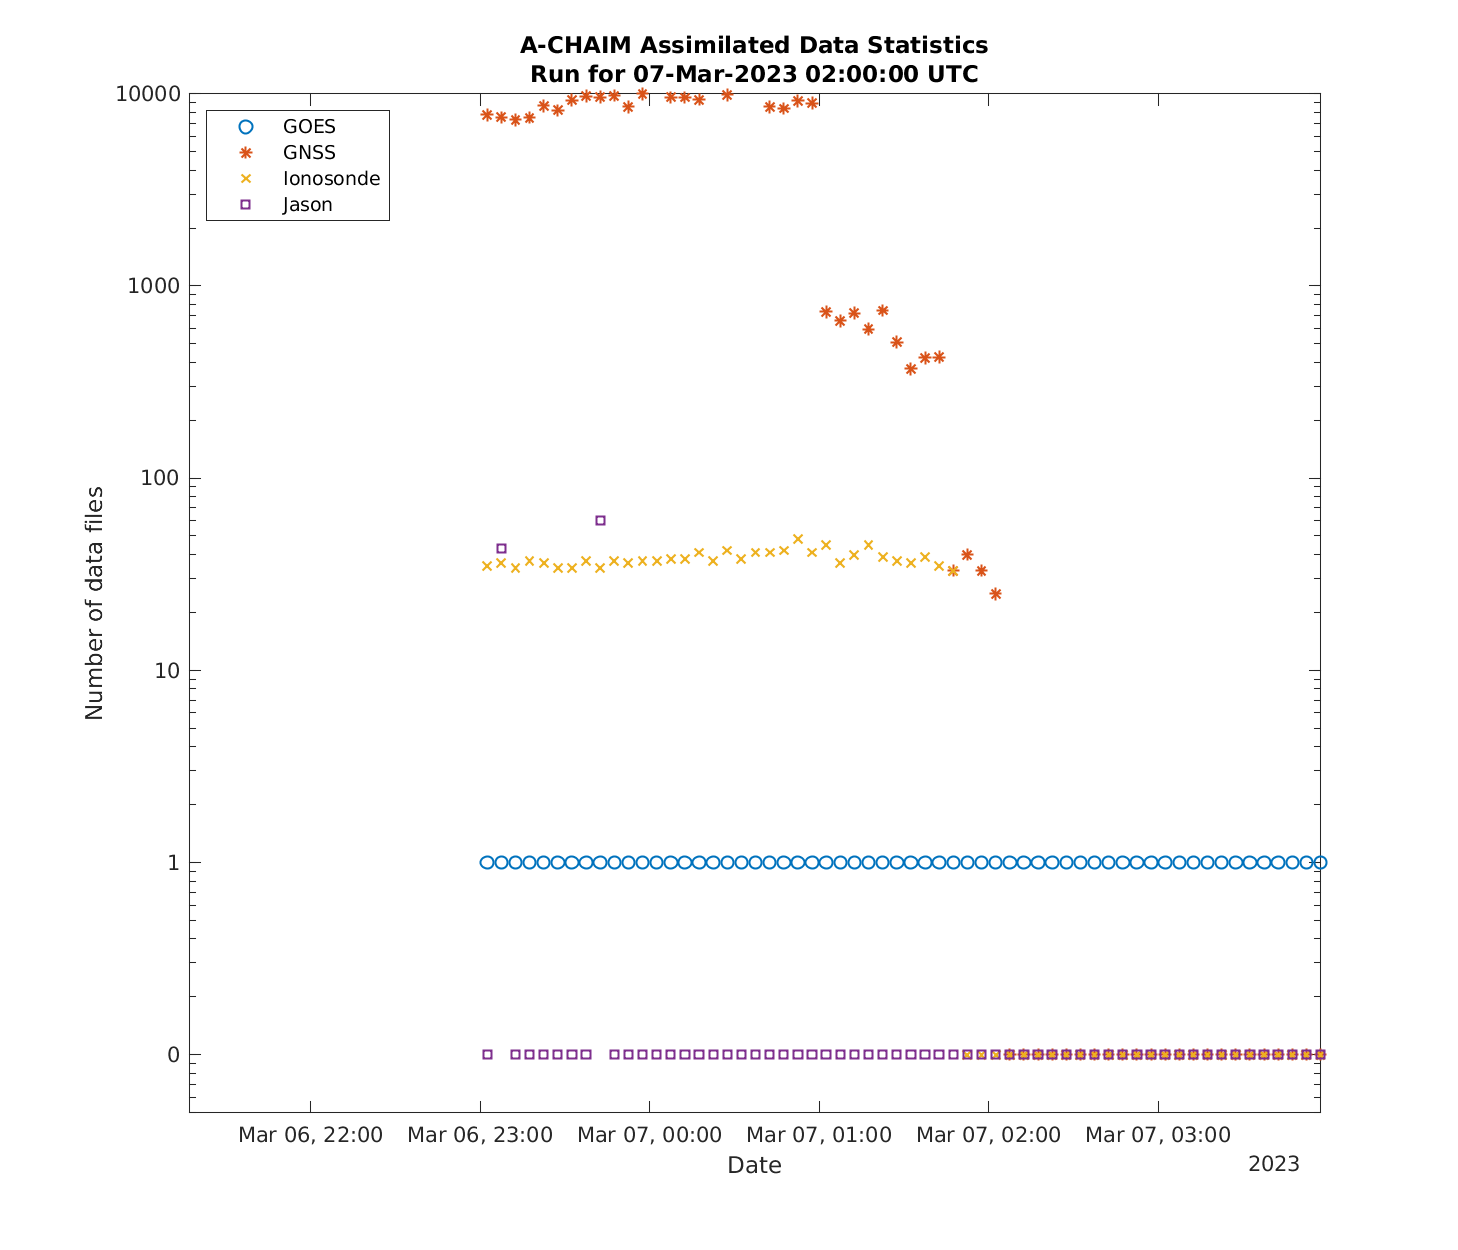 A-CHAIM Assimilated Data Statistics
Run for 07-Mar-2023 02:00:00 UTC
10000
1000
100
10
1
0
Number of data files
GOES
GNSS
Ionosonde
Jason
Mar 06, 22:00
Mar 06, 23:00
Mar 07, 00:00
Mar 07, 01:00
Mar 07, 02:00
Mar 07, 03:00
Date
2023